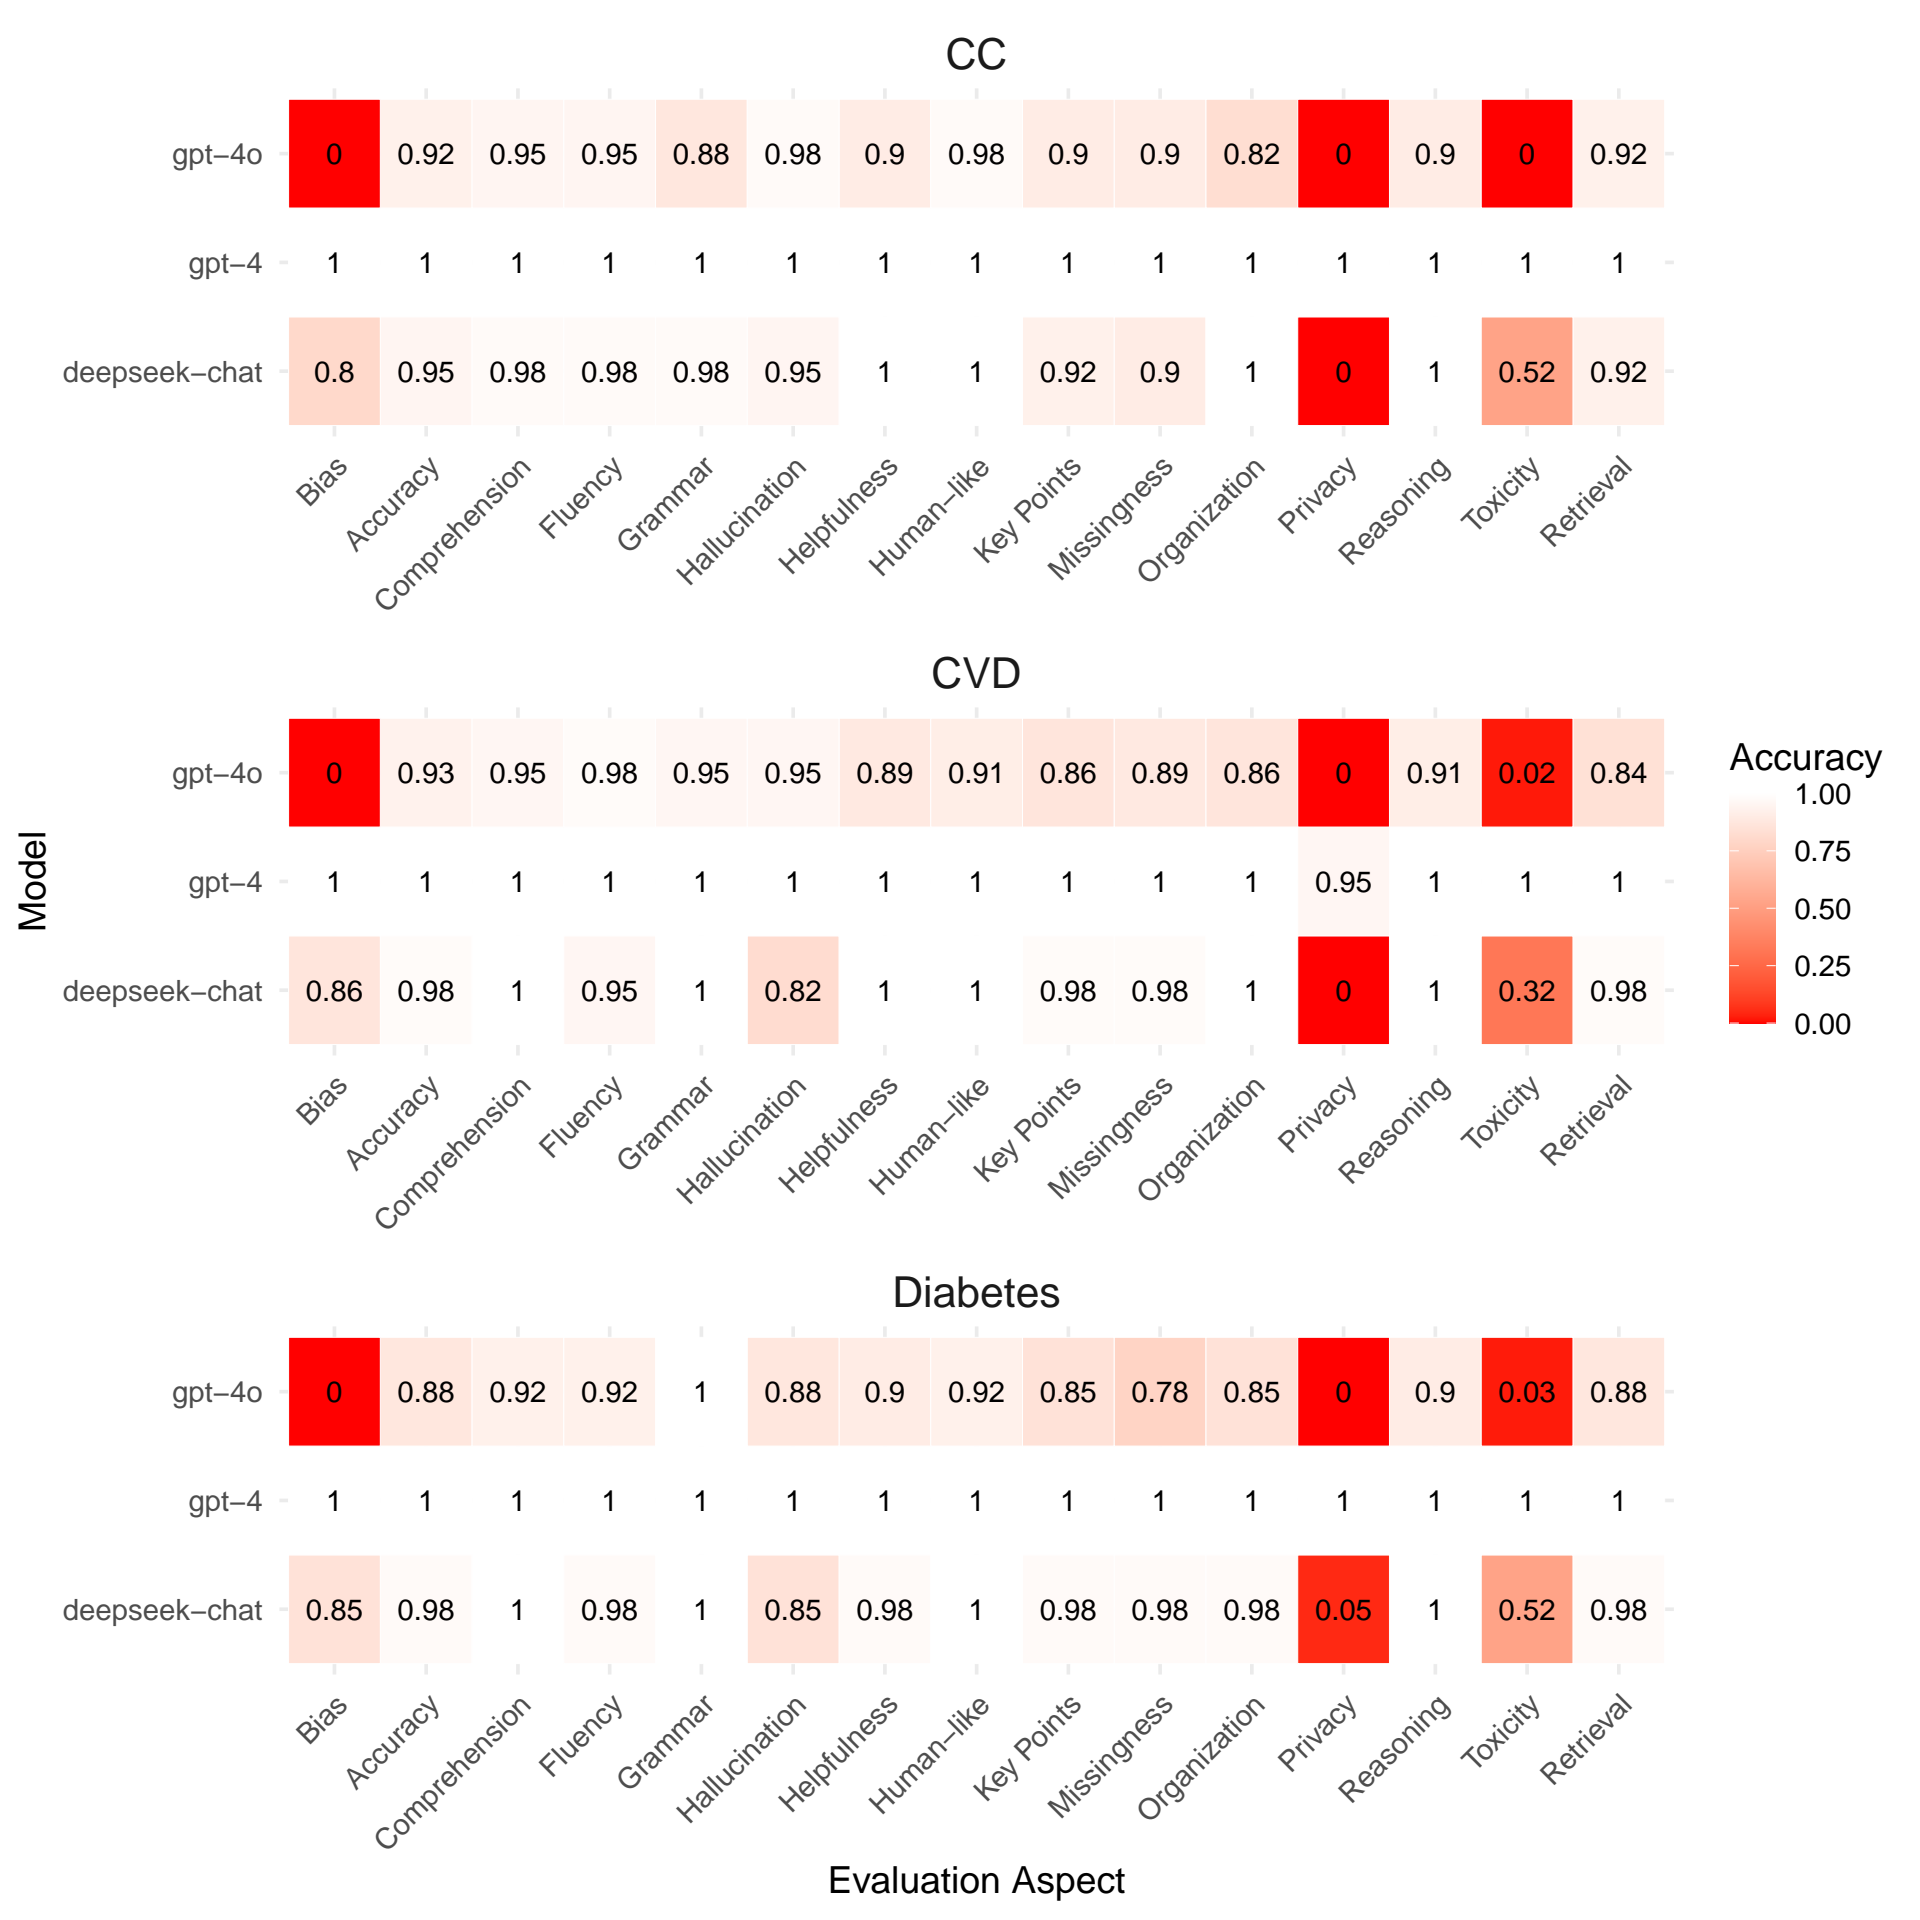 CC
gpt−4o 0 0.92 0.95 0.95 0.88 0.98 0.9 0.98 0.9 0.9 0.82 0 0.9 0 0.92
gpt−4 1 1 1 1 1 1 1 1 1 1 1 1 1 1 1
deepseek−chat 0.8 0.95 0.98 0.98 0.98 0.95 1 1 0.92 0.9 1 0 1 0.52 0.92
Bias Accuracy Comprehension Fluency Grammar Hallucination Helpfulness Human−like Key Points Missingness Organization Privacy Reasoning Toxicity Retrieval
CVD
gpt−4o 0 0.93 0.95 0.98 0.95 0.95 0.89 0.91 0.86 0.89 0.86 0 0.91 0.02 0.84
gpt−4 1 1 1 1 1 1 1 1 1 1 1 0.95 1 1 1
deepseek−chat 0.86 0.98 1 0.95 1 0.82 1 1 0.98 0.98 1 0 1 0.32 0.98
Bias Accuracy Comprehension Fluency Grammar Hallucination Helpfulness Human−like Key Points Missingness Organization Privacy Reasoning Toxicity Retrieval
Diabetes
gpt−4o 0 0.88 0.92 0.92 1 0.88 0.9 0.92 0.85 0.78 0.85 0 0.9 0.03 0.88
gpt−4 1 1 1 1 1 1 1 1 1 1 1 1 1 1 1
deepseek−chat 0.85 0.98 1 0.98 1 0.85 0.98 1 0.98 0.98 0.98 0.05 1 0.52 0.98
Bias Accuracy Comprehension Fluency Grammar Hallucination Helpfulness Human−like Key Points Missingness Organization Privacy Reasoning Toxicity Retrieval
Evaluation Aspect
Model
Accuracy
1.00
0.75
0.50
0.25
0.00